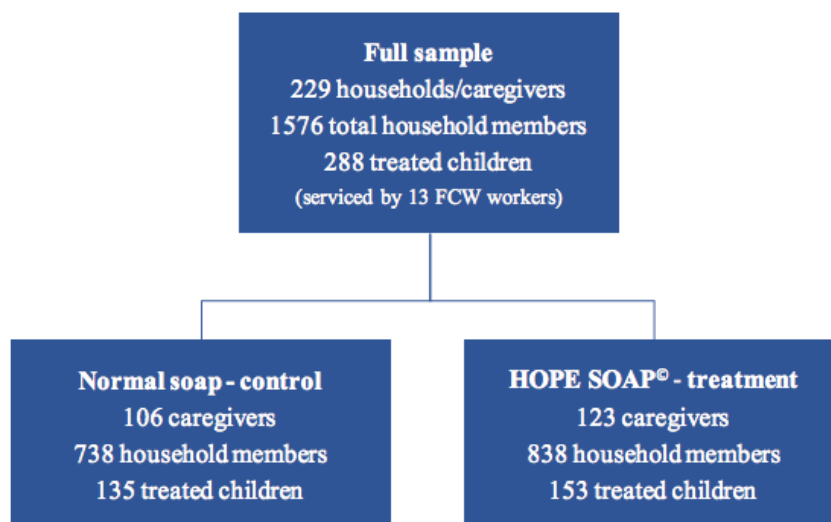 Full sample
229 households/caregivers
1576 total household members
288 treated children
(serviced by 13 FCW workers)
Normal soap - control
106 caregivers
738 household members
135 treated children
HOPE SOAP© - treatment
123 caregivers
838 household members
153 treated children